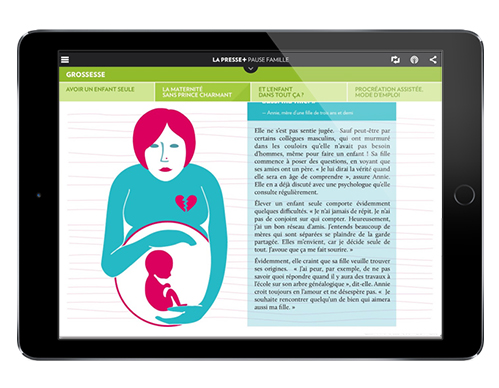 LA PRESSE+ PAUSE FAMILLE
GROSSESSE
AVOIR UN ENFANT SEULE
LA MATERNITÉ
SANS PRINCE CHARMANT
ET L'ENFANT
DANS TOUT ÇA ?
PROCRÉATION ASSISTÉE,
MODE D'EMPLOI
— Annie, mère d'une fille de trois ans et demi
Elle ne s'est pas sentie jugée. Sauf peut-être par
certains collègues masculins, qui ont murmuré
dans les couloirs qu'elle n'avait pas besoin
d'hommes, même pour faire un enfant ! Sa fille
commence à poser des questions, en voyant que
ses amies ont un père. « Je lui dirai la vérité quand
elle sera en âge de comprendre », assure Annie.
Elle en a déjà discuté avec une psychologue qu'elle
consulte régulièrement.
Élever un enfant seule comporte évidemment
quelques difficultés. « Je n'ai jamais de répit. Je n'ai
pas de conjoint sur qui compter. Heureusement,
j'ai un bon réseau d'amis. J'entends beaucoup de
mères qui sont séparées se plaindre de la garde
partagée. Elles m'envient, car je décide seule de
tout. J'avoue que ça me fait sourire. »
Évidemment, elle craint que sa fille veuille trouver
ses origines. « J'ai peur, par exemple, de ne pas
savoir quoi répondre quand il y aura des travaux à
l'école sur son arbre généalogique », dit-elle. Annie
croit toujours en l'amour et ne désespère pas. « Je
souhaite rencontrer quelqu'un de bien qui aimera
aussi ma fille. »